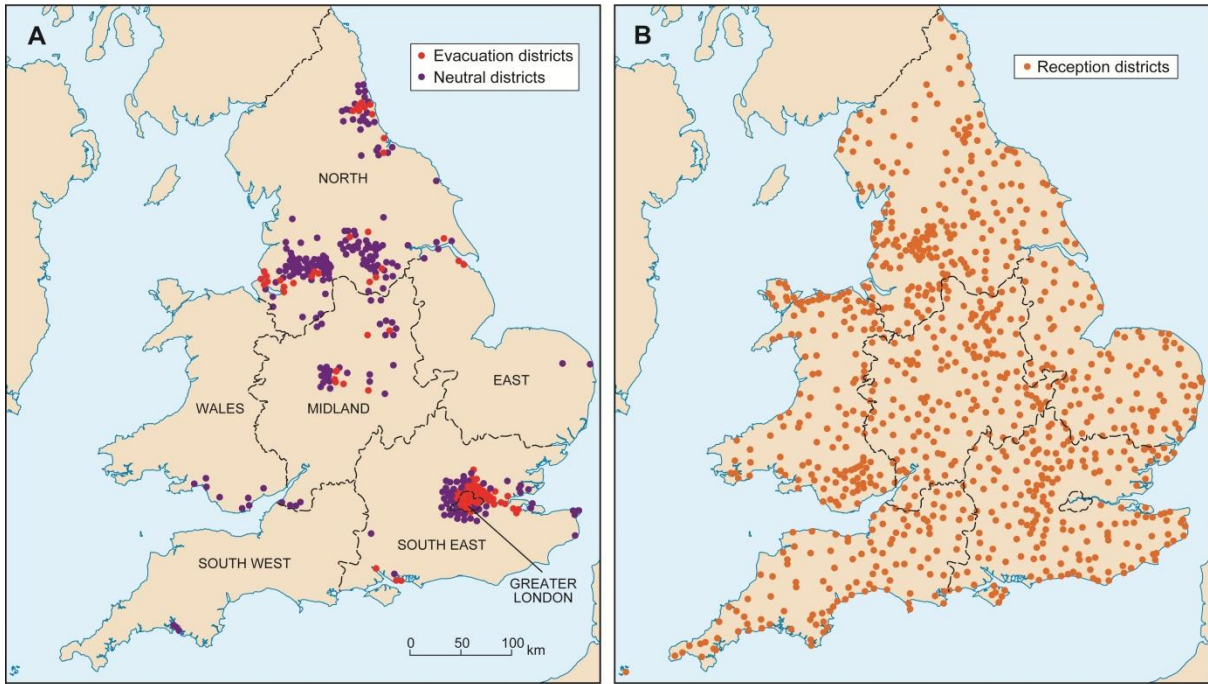 A
Evacuation districts
Neutral districts
NORTH
EAST
WALES
MIDLAND
SOUTH EAST
SOUTH WEST
GREATER
LONDON
0 50 100
km
B
Reception districts